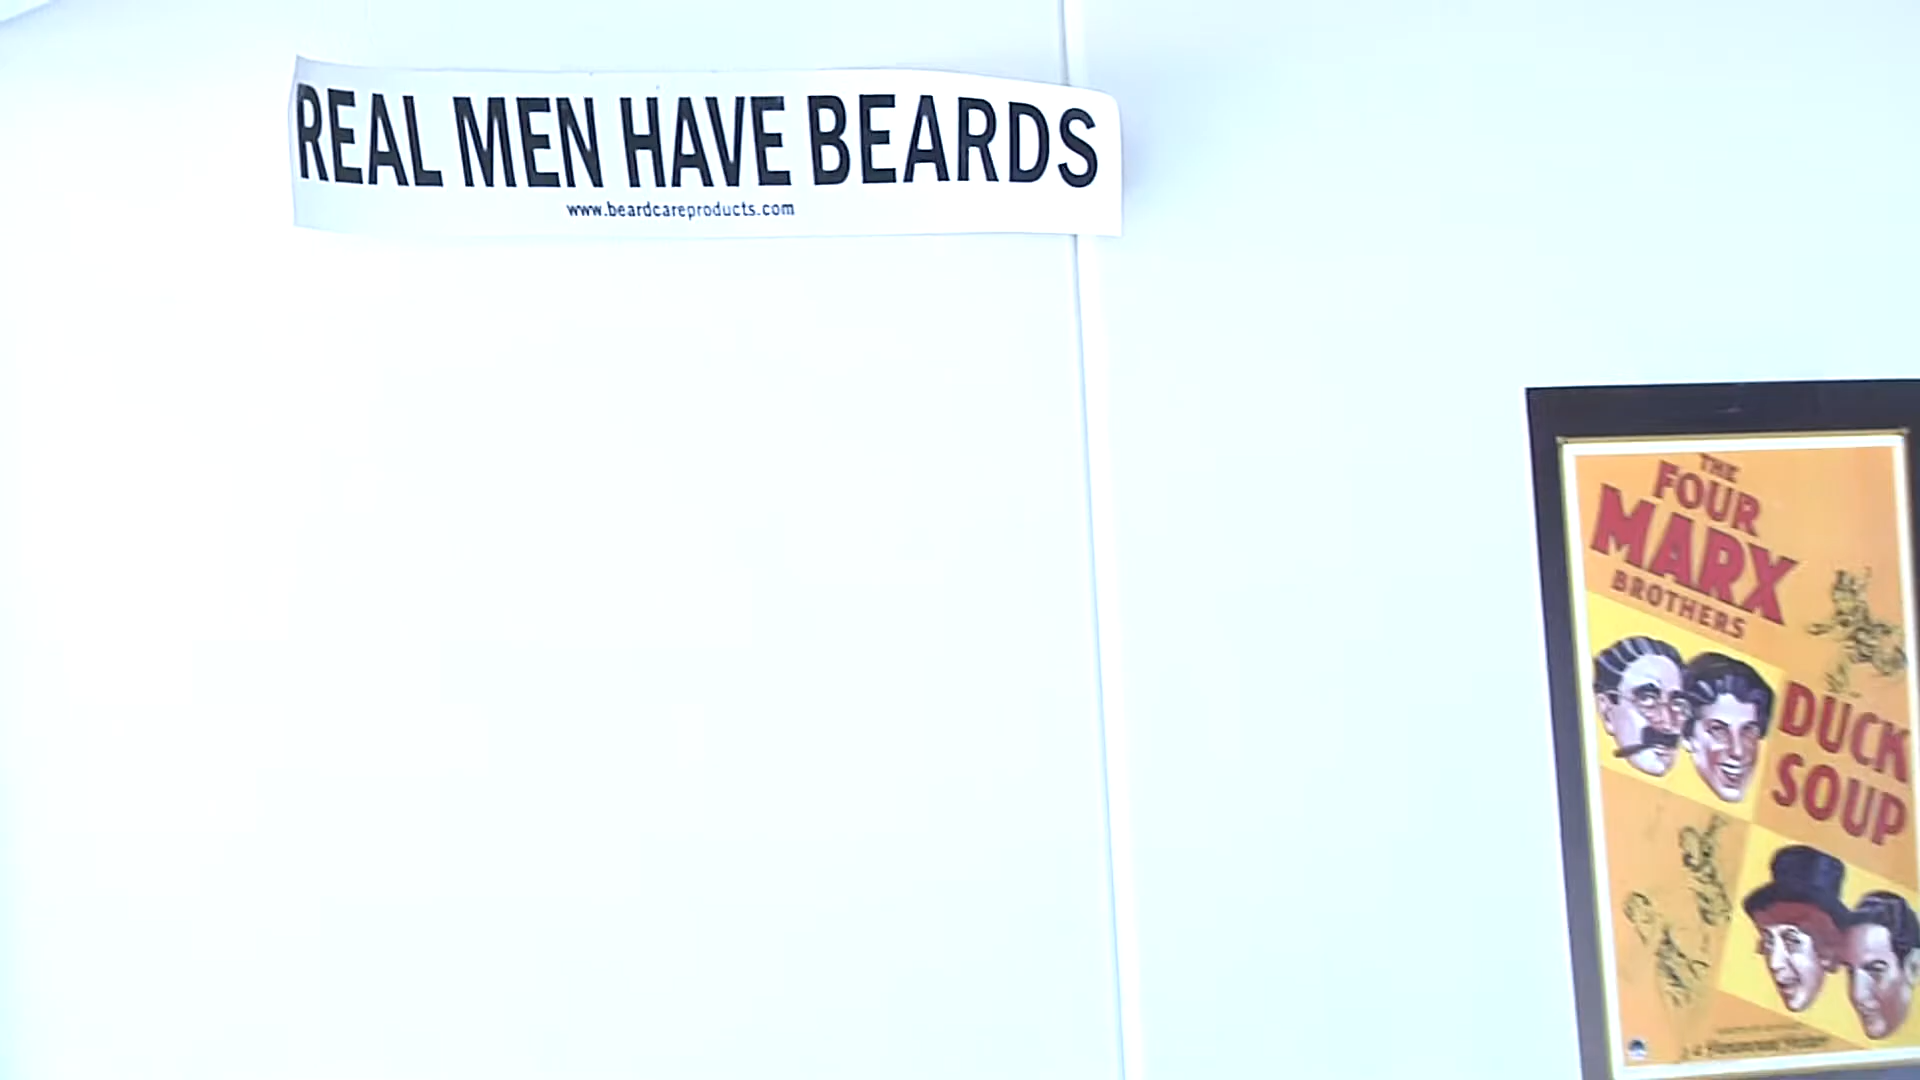 REAL MEN HAVE BEARDS
www.beardcareproducts.com
THE
FOUR
MARX
BROTHERS
DUCK
SOUP